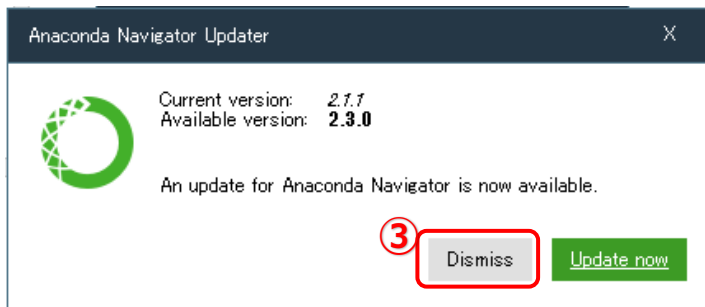 Anaconda Navigator Updater X
Current version: 2.1.1
Available version: 2.3.0
An update for Anaconda Navigator is now available.
③
Dismiss Update now